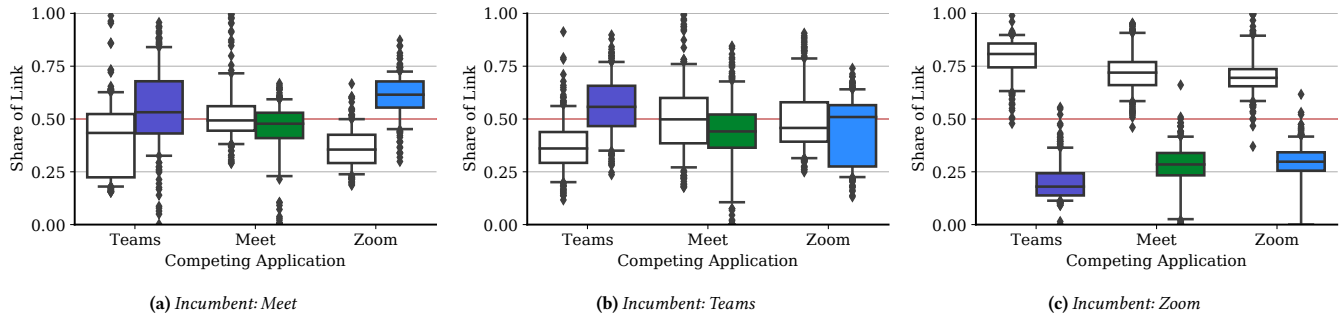 1.00
0.75
0.50
0.25
0.00
Share of Link
Teams Meet Zoom
Competing Application
(a) Incumbent: Meet
1.00
0.75
0.50
0.25
0.00
Share of Link
Teams Meet Zoom
Competing Application
(b) Incumbent: Teams
1.00
0.75
0.50
0.25
0.00
Share of Link
Teams Meet Zoom
Competing Application
(c) Incumbent: Zoom